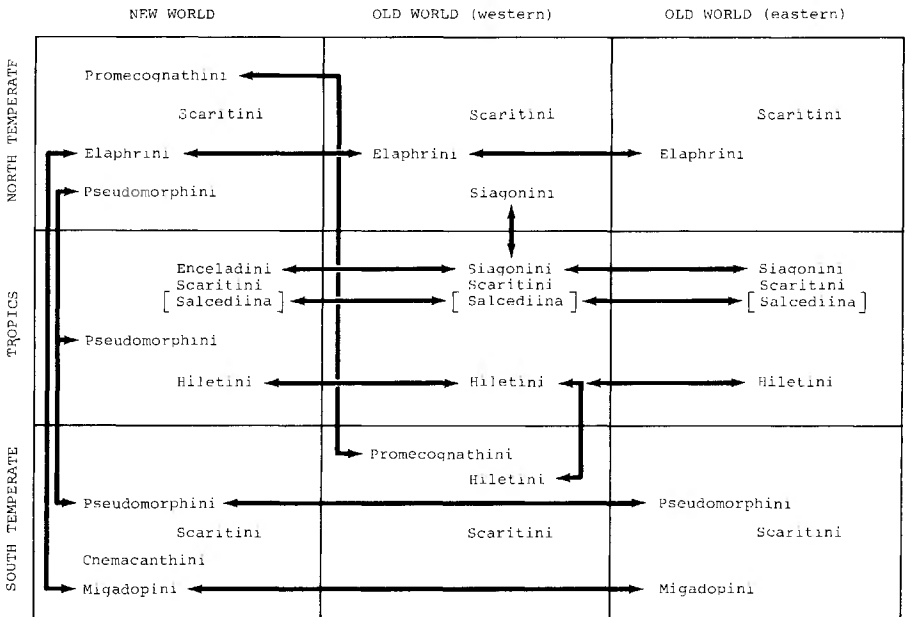 NEW WORLD OLD WORLD (western) OLD WORLD (eastern)
NORTH TEMPERATE
Promecognathini
Scaritini Scaritini Scaritini
Elaphrini Elaphrini Elaphrini
Pseudomorphini Siagonini
TROPICS
Enceladini Siagonini Siagonini
Scaritini Scaritini Scaritini
[Salcediina] [Salcediina] [Salcediina]
Pseudomorphini
Hiletini Hiletini Hiletini
SOUTH TEMPERATE
Promecognathini
Hiletini
Pseudomorphini Pseudomorphini
Scaritini Scaritini Scaritini
Cnemacanthini
Migadopini Migadopini